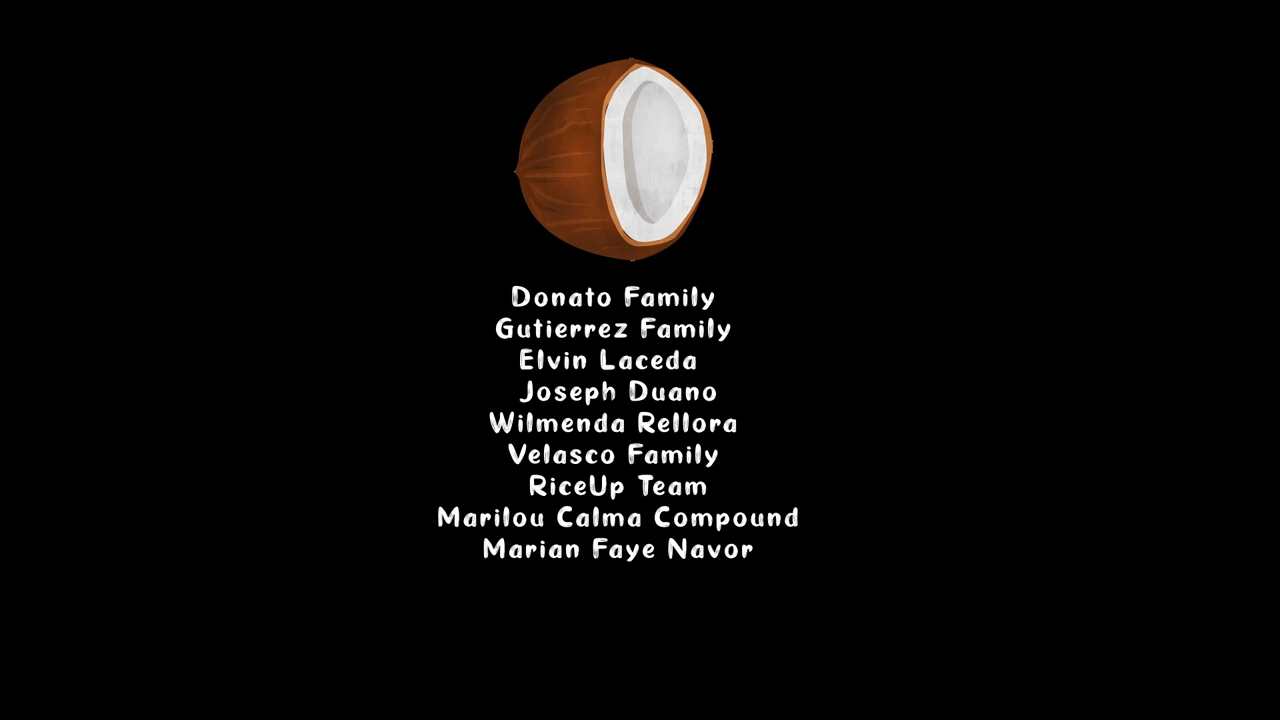 Donato Family
Gutierrez Family
Elvin Laceda
Joseph Duano
Wilmenda Rellora
Velasco Family
RiceUp Team
Marilou Calma Compound
Marian Faye Navor